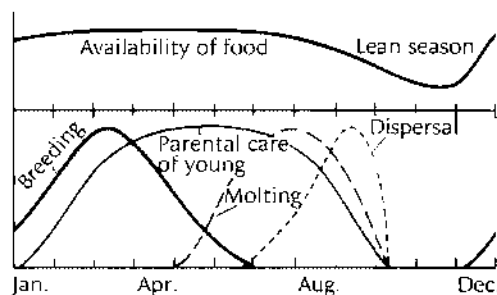 Availability of food
Lean season
Breeding
Parental care
of young
Dispersal
Molting
Jan.
Apr.
Aug.
Dec